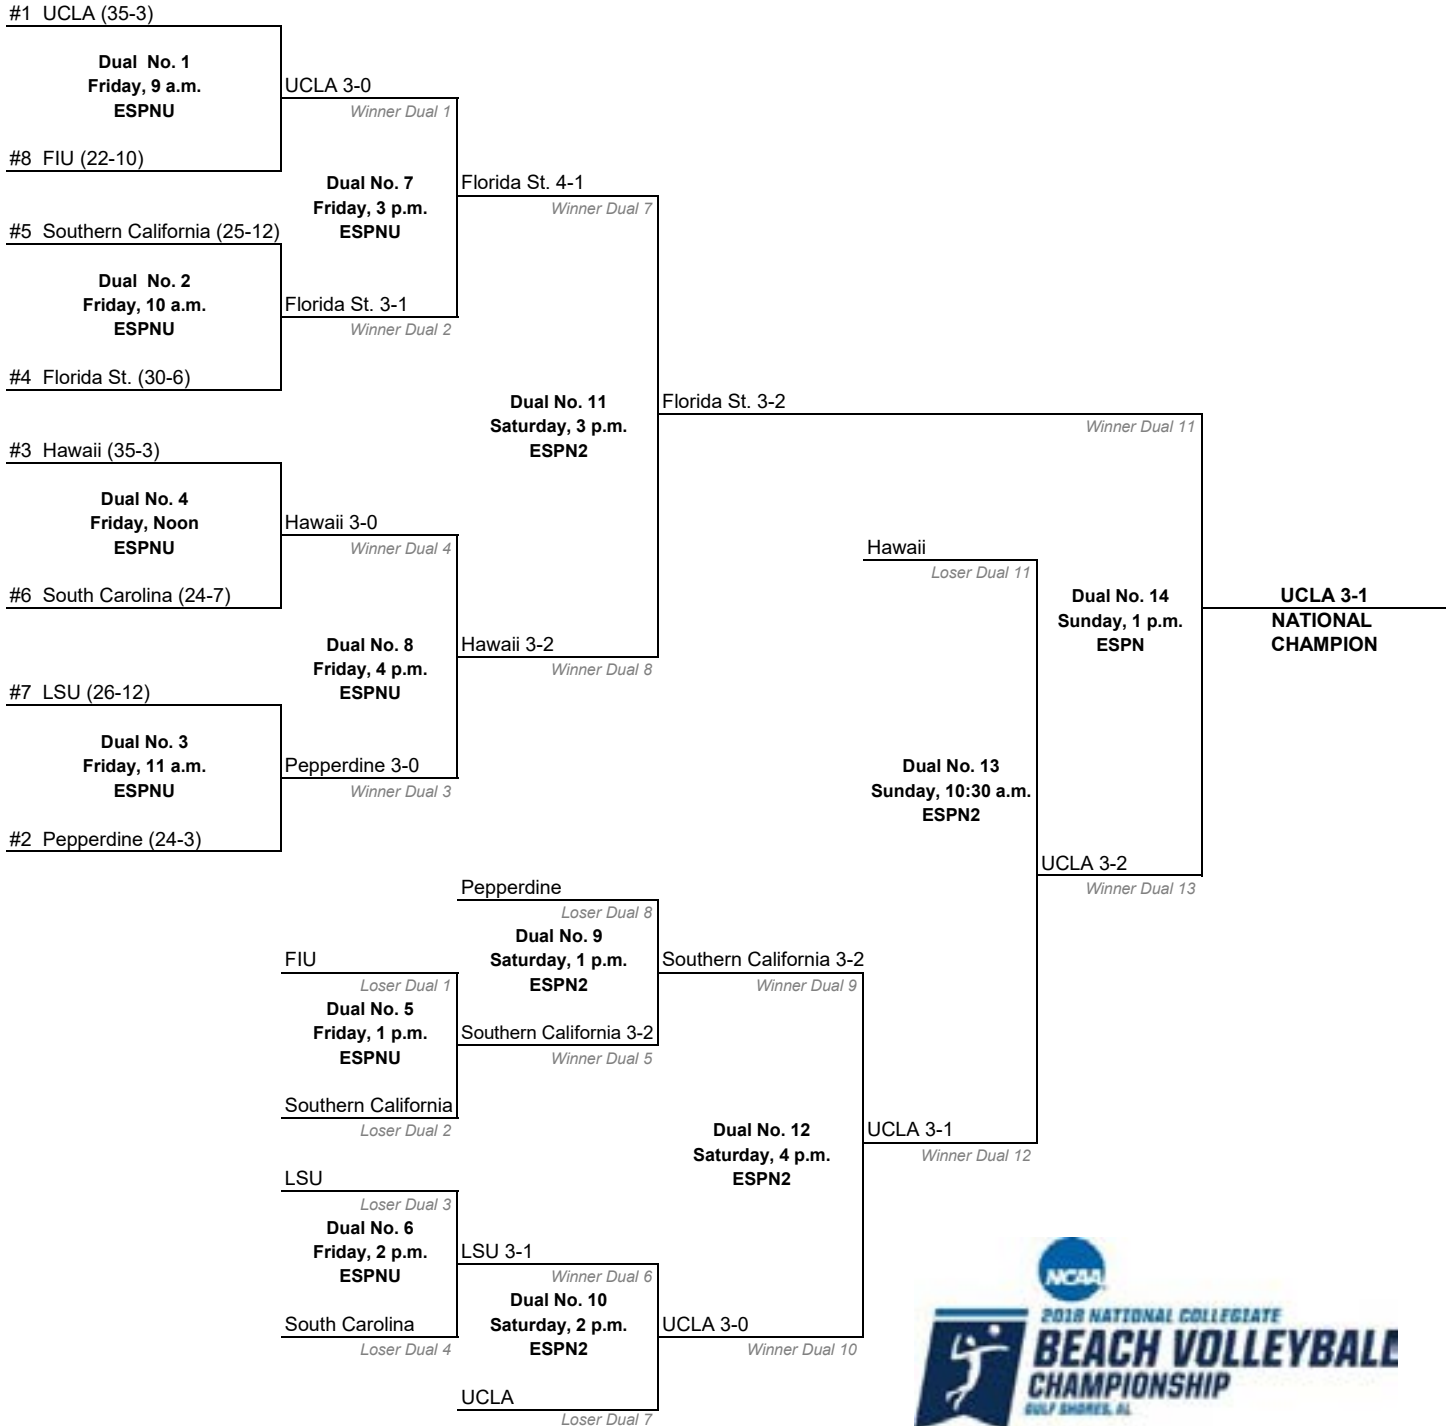 #1 UCLA (35-3)
Dual No. 1
Friday, 9 a.m.
ESPNU
UCLA 3-0
Winner Dual 1
#8 FIU (22-10)
Dual No. 7
Friday, 3 p.m.
ESPNU
Florida St. 4-1
Winner Dual 7
#5 Southern California (25-12)
Dual No. 2
Friday, 10 a.m.
ESPNU
Florida St. 3-1
Winner Dual 2
#4 Florida St. (30-6)
Dual No. 11
Saturday, 3 p.m.
ESPN2
Florida St. 3-2
Winner Dual 11
#3 Hawaii (35-3)
Dual No. 4
Friday, Noon
ESPNU
Hawaii 3-0
Winner Dual 4
#6 South Carolina (24-7)
Hawaii
Loser Dual 11
Dual No. 14
Sunday, 1 p.m.
ESPN
UCLA 3-1
NATIONAL
CHAMPION
Dual No. 8
Friday, 4 p.m.
ESPNU
Hawaii 3-2
Winner Dual 8
#7 LSU (26-12)
Dual No. 3
Friday, 11 a.m.
ESPNU
Pepperdine 3-0
Winner Dual 3
#2 Pepperdine (24-3)
Dual No. 13
Sunday, 10:30 a.m.
ESPN2
UCLA 3-2
Winner Dual 13
Pepperdine
Loser Dual 8
Dual No. 9
Saturday, 1 p.m.
ESPN2
Southern California 3-2
Winner Dual 9
FIU
Loser Dual 1
Dual No. 5
Friday, 1 p.m.
ESPNU
Southern California 3-2
Winner Dual 5
Southern California
Loser Dual 2
Dual No. 12
Saturday, 4 p.m.
ESPN2
UCLA 3-1
Winner Dual 12
LSU
Loser Dual 3
Dual No. 6
Friday, 2 p.m.
ESPNU
LSU 3-1
Winner Dual 6
South Carolina
Loser Dual 4
Dual No. 10
Saturday, 2 p.m.
ESPN2
UCLA 3-0
Winner Dual 10
UCLA
Loser Dual 7
NCAA
2018 NATIONAL COLLEGIATE
BEACH VOLLEYBALL
CHAMPIONSHIP
GULF SHORES, AL